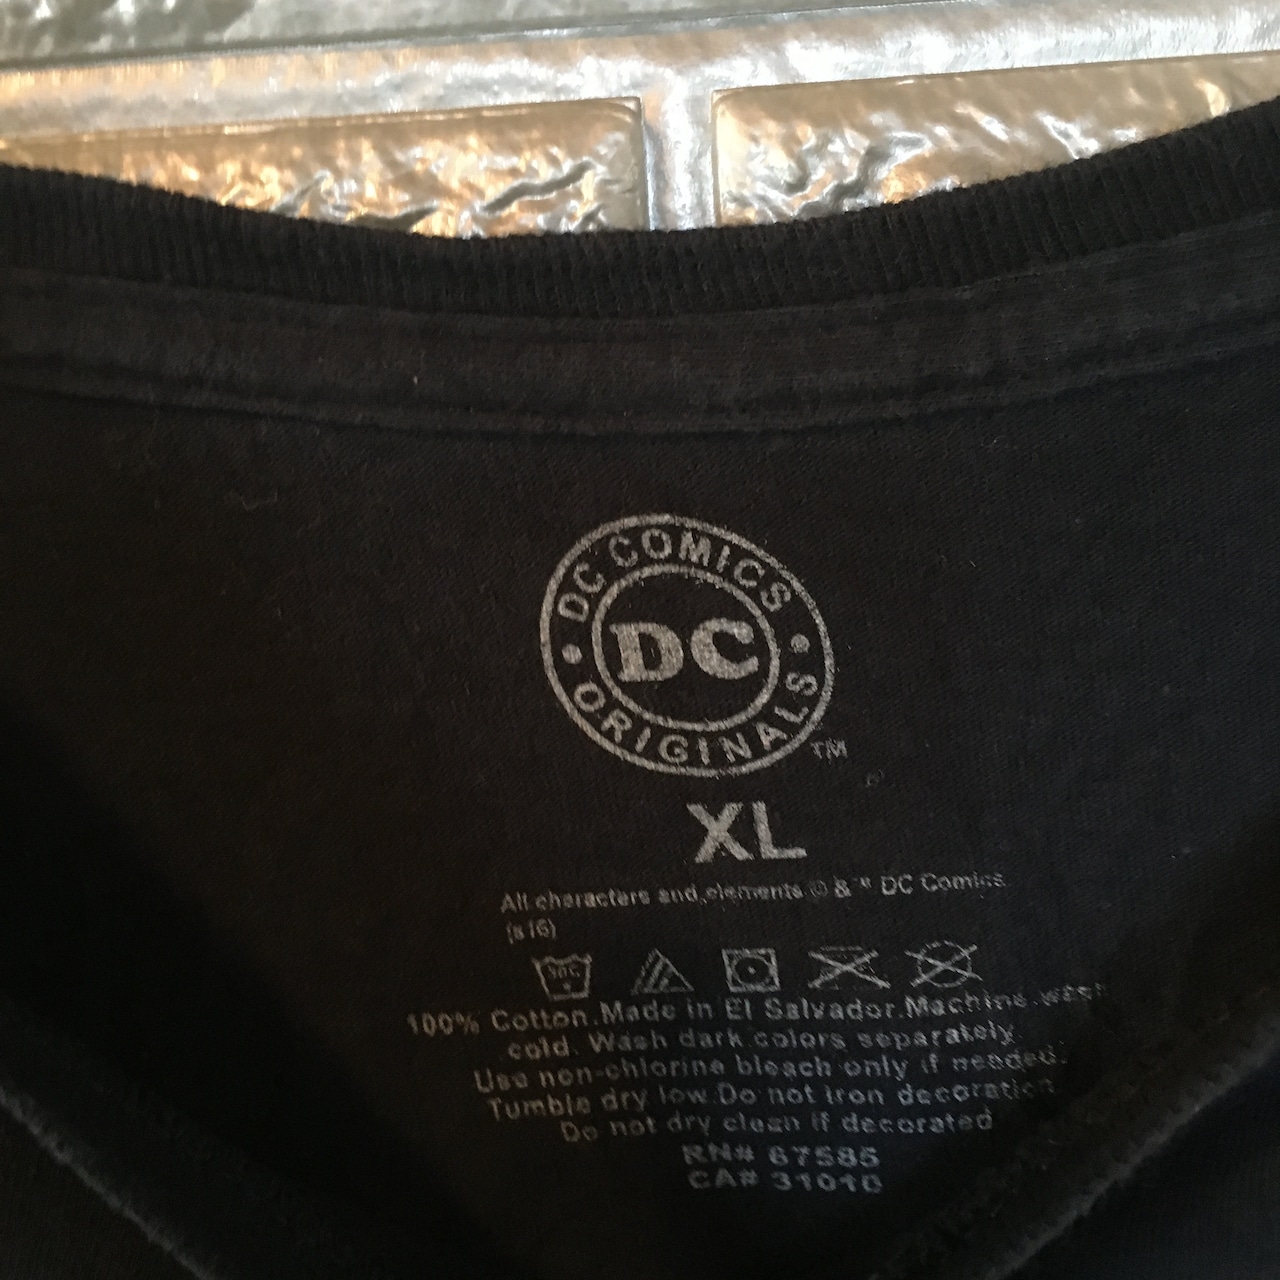 DC COMICS
DC
ORIGINALS
TM
XL
All characters and elements © & ™ DC Comics.
(s16)
30C
100% Cotton.Made in El Salvador.Machine wash
cold. Wash dark colors separately.
Use non-chlorine bleach only if needed.
Tumble dry low.Do not iron decoration
Do not dry clean if decorated
RN# 67585
CA# 31010